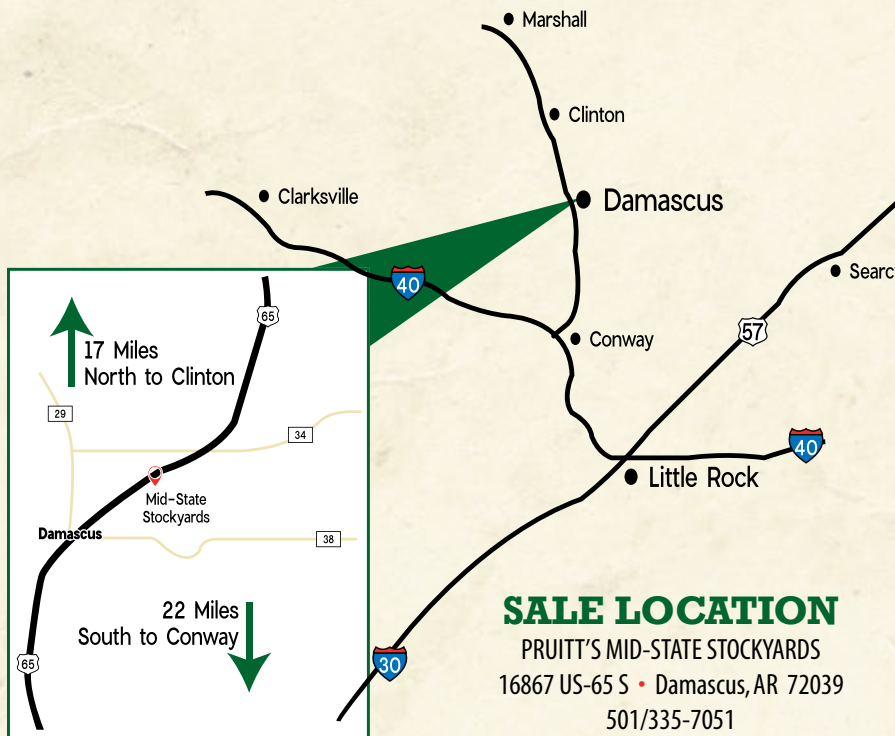 Marshall
Clinton
Damascus
Clarksville
40
Searc
57
Conway
40
Little Rock
30
65
17 Miles
North to Clinton
29
34
Mid-State
Stockyards
Damascus
38
22 Miles
South to Conway
65
SALE LOCATION
PRUITT'S MID-STATE STOCKYARDS
16867 US-65 S • Damascus, AR 72039
501/335-7051